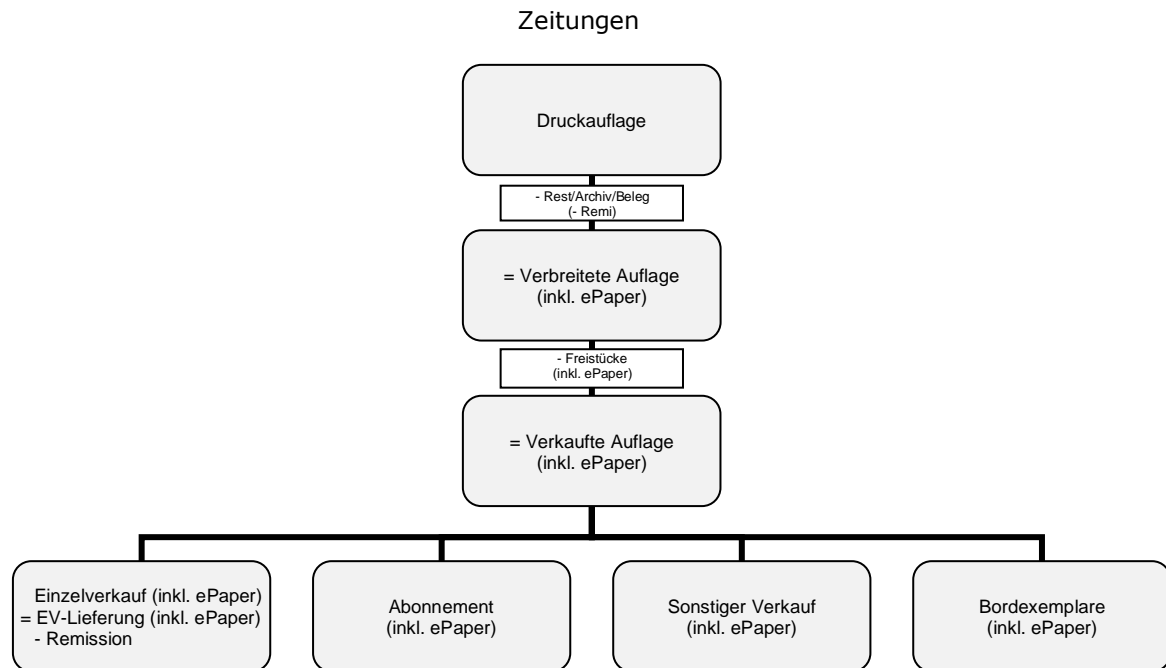 Zeitungen
Druckauflage
- Rest/Archiv/Beleg
(- Remi)
= Verbreitete Auflage
(inkl. ePaper)
- Freistücke
(inkl. ePaper)
= Verkaufte Auflage
(inkl. ePaper)
Einzelverkauf (inkl. ePaper)
= EV-Lieferung (inkl. ePaper)
- Remission
Abonnement
(inkl. ePaper)
Sonstiger Verkauf
(inkl. ePaper)
Bordexemplare
(inkl. ePaper)